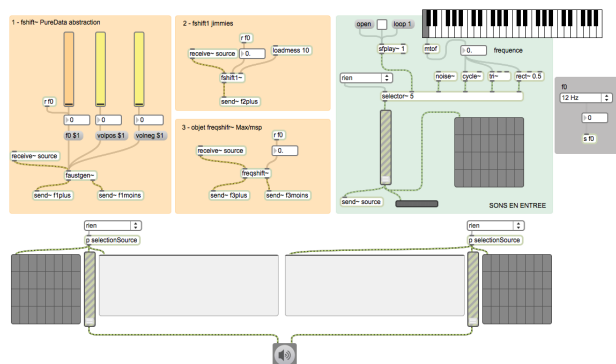 1 - fshift~ PureData abstraction
r f0
0
0
0
f0 $1
volpos $1
volneg $1
receive~ source
faustgen~
send~ f1plus
send~ f1moins
2 - fshift1 jimmies
r f0
receive~ source
0.
loadmess 10
fshift1~
send~ f2plus
3 - objet freqshifr~ Max/msp
r f0
receive~ source
0.
freqshift~
send~ f3plus
send~ f3moins
open
loop 1
sfplay~ 1
mtof
0.
frequence
rien
noise~
cycle~
tri~
rect~ 0.5
selector~ 5
send~ source
SONS EN ENTREE
f0
12 Hz
0
s f0
rien
p selectionSource
rien
p selectionSource